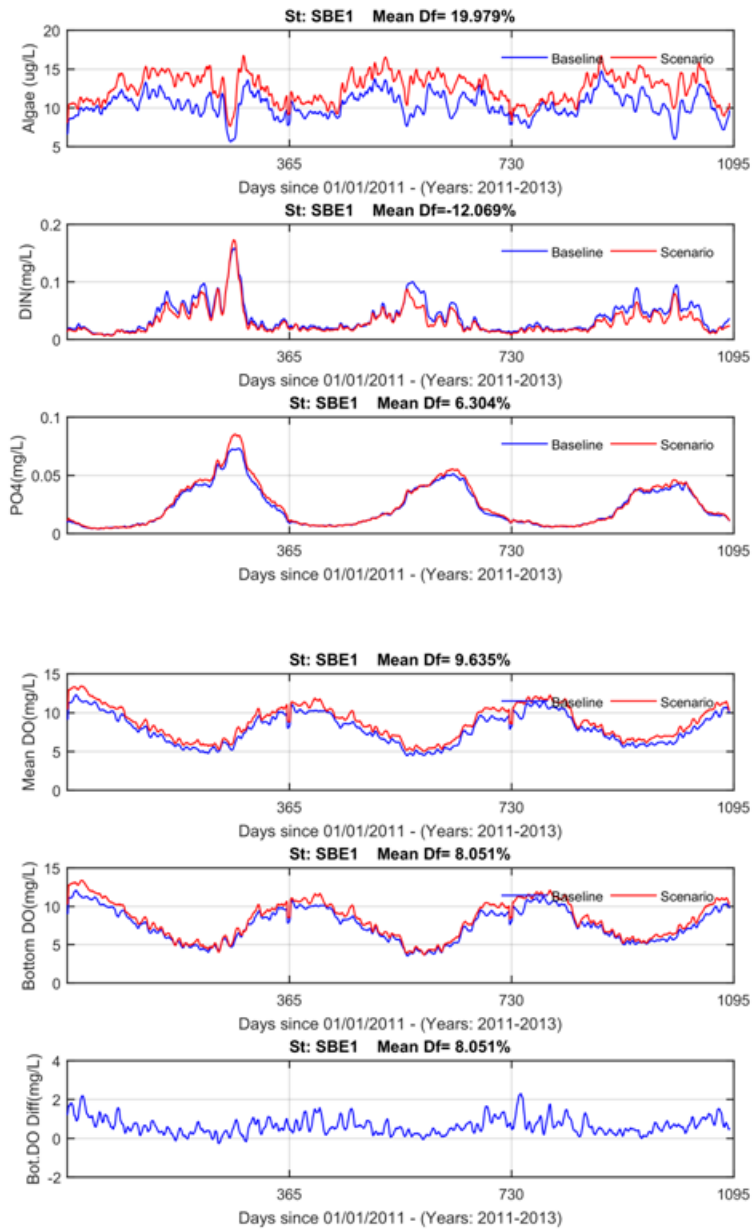 St: SBE1 Mean Df= 19.979%
20
15
10
5
Algae (ug/L)
Baseline Scenario
365 730 1095
Days since 01/01/2011 - (Years: 2011-2013)
St: SBE1 Mean Df=-12.069%
0.2
0.1
0
DIN(mg/L)
Baseline Scenario
365 730 1095
Days since 01/01/2011 - (Years: 2011-2013)
St: SBE1 Mean Df= 6.304%
0.1
0.05
0
PO4(mg/L)
Baseline Scenario
365 730 1095
Days since 01/01/2011 - (Years: 2011-2013)
St: SBE1 Mean Df= 9.635%
15
10
5
0
Mean DO(mg/L)
Baseline Scenario
365 730 1095
Days since 01/01/2011 - (Years: 2011-2013)
St: SBE1 Mean Df= 8.051%
15
10
5
0
Bottom DO(mg/L)
Baseline Scenario
365 730 1095
Days since 01/01/2011 - (Years: 2011-2013)
St: SBE1 Mean Df= 8.051%
4
2
0
-2
Bot.DO Diff(mg/L)
365 730 1095
Days since 01/01/2011 - (Years: 2011-2013)